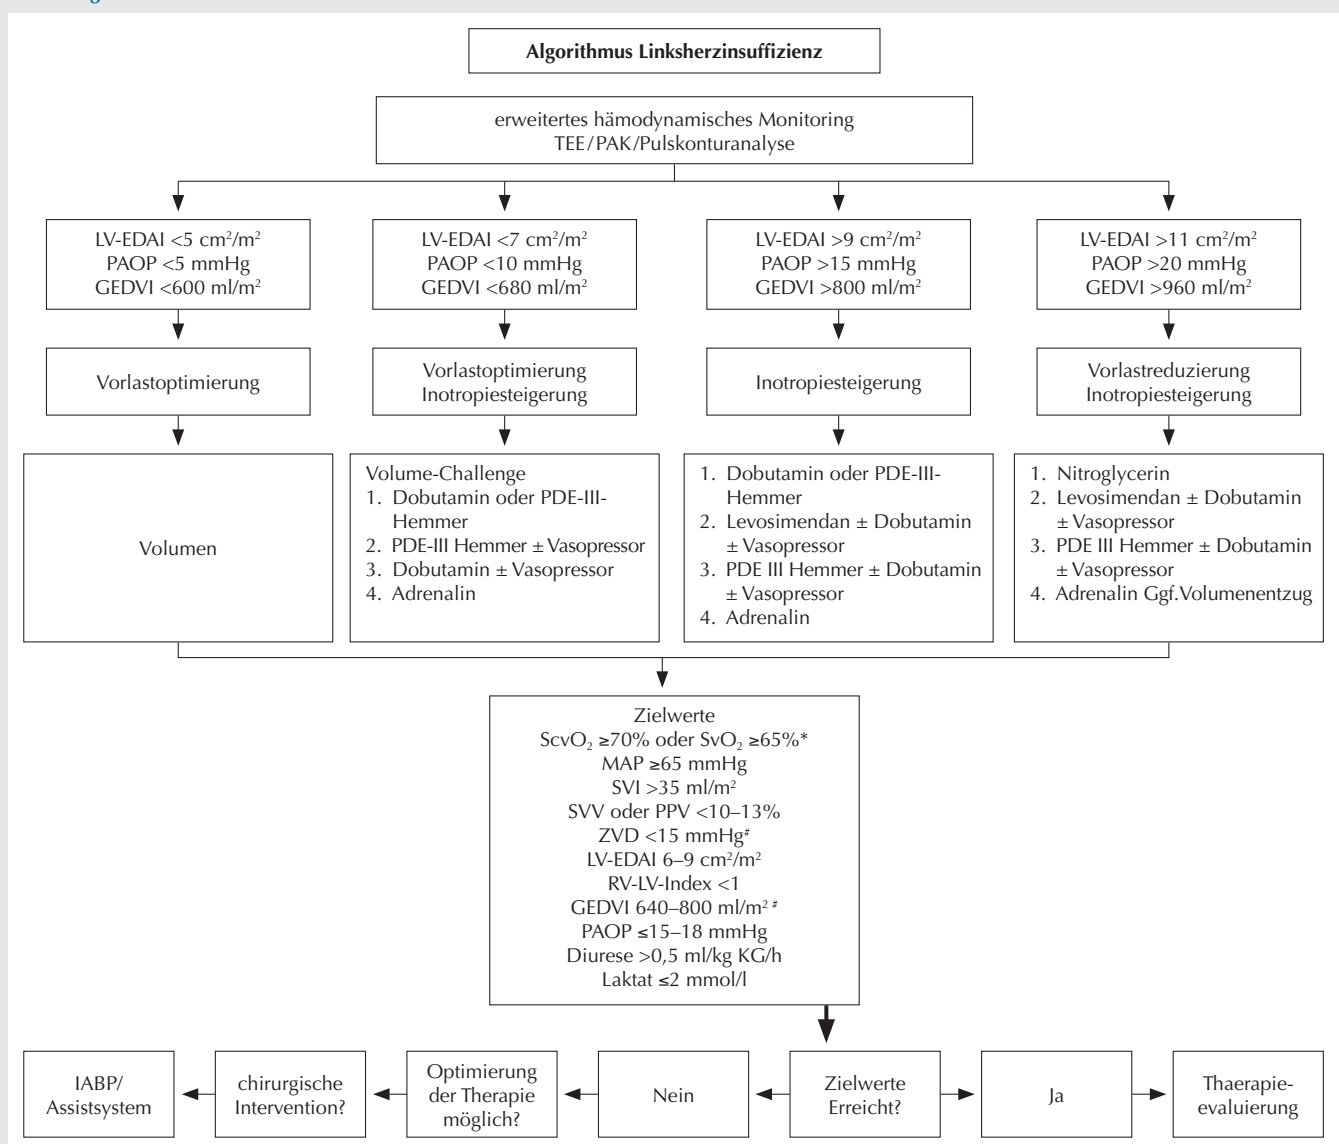 Algorithmus Linksherzinsuffizienz
erweitertes hämodynamisches Monitoring
TEE/PAK/Pulskonturanalyse
LV-EDAI <5 cm²/m²
PAOP <5 mmHg
GEDVI <600 ml/m²
LV-EDAI <7 cm²/m²
PAOP <10 mmHg
GEDVI <680 ml/m²
LV-EDAI >9 cm²/m²
PAOP >15 mmHg
GEDVI >800 ml/m²
LV-EDAI >11 cm²/m²
PAOP >20 mmHg
GEDVI >960 ml/m²
Vorlastoptimierung
Vorlastoptimierung
Inotropiesteigerung
Inotropiesteigerung
Vorlastreduzierung
Inotropiesteigerung
Volumen
Volume-Challenge
1. Dobutamin oder PDE-III-
Hemmer
2. PDE-III Hemmer ± Vasopressor
3. Dobutamin ± Vasopressor
4. Adrenalin
1. Dobutamin oder PDE-III-
Hemmer
2. Levosimendan ± Dobutamin
± Vasopressor
3. PDE III Hemmer ± Dobutamin
± Vasopressor
4. Adrenalin
1. Nitroglycerin
2. Levosimendan ± Dobutamin
± Vasopressor
3. PDE III Hemmer ± Dobutamin
± Vasopressor
4. Adrenalin Ggf.Volumenentzug
Zielwerte
ScvO₂ ≥70% oder SvO₂ ≥65%*
MAP ≥65 mmHg
SVI >35 ml/m²
SVV oder PPV <10–13%
ZVD <15 mmHg#
LV-EDAI 6–9 cm²/m²
RV-LV-Index <1
GEDVI 640–800 ml/m² #
PAOP ≤15–18 mmHg
Diurese >0,5 ml/kg KG/h
Laktat ≤2 mmol/l
IABP/
Assistsystem
chirurgische
Intervention?
Optimierung
der Therapie
möglich?
Nein
Zielwerte
Erreicht?
Ja
Thaerapie-
evaluierung